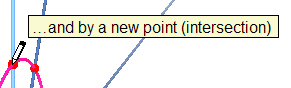 ...and by a new point (intersection)